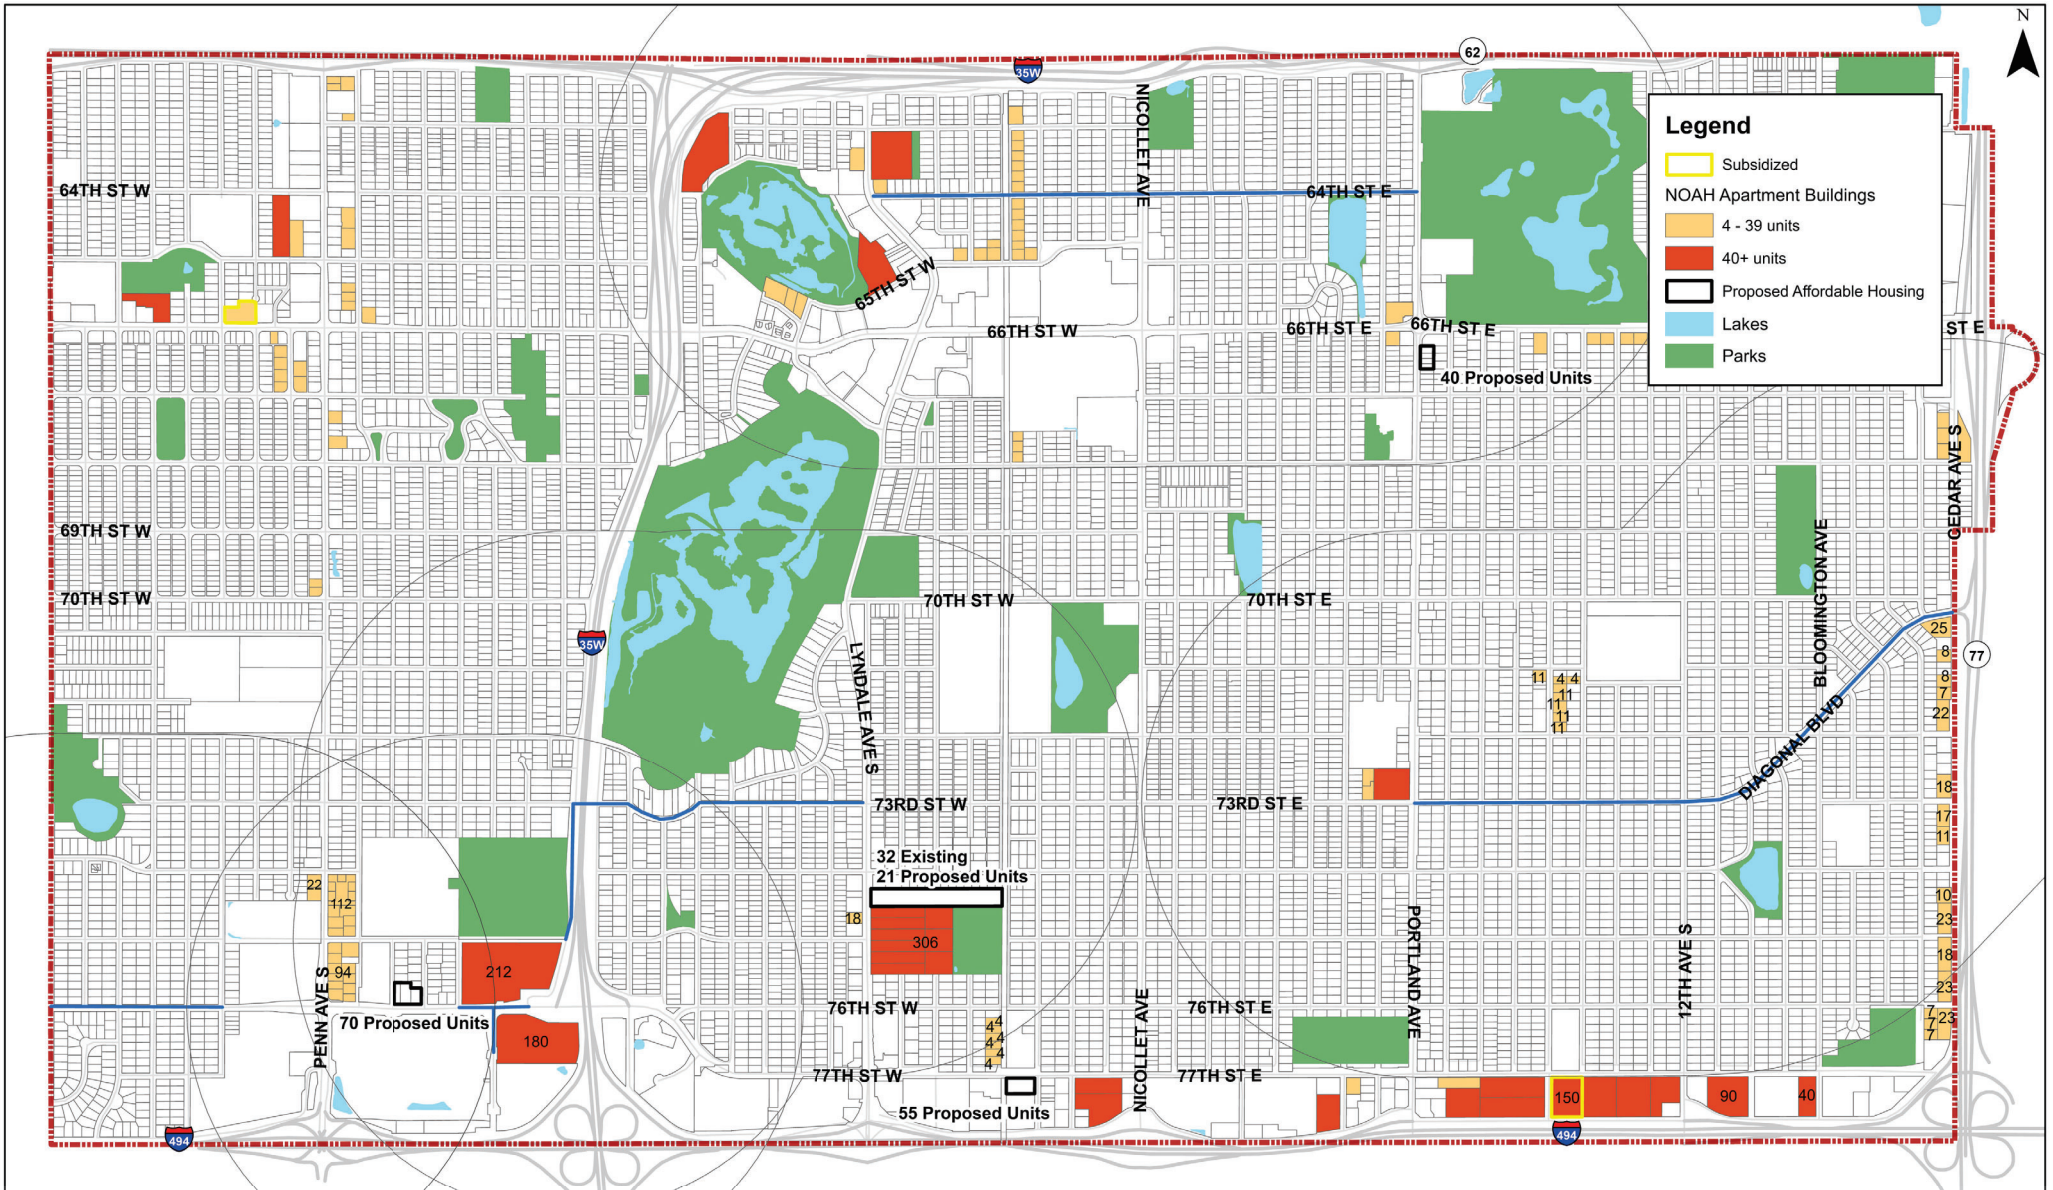 N
62
35W
Legend
Subsidized
NOAH Apartment Buildings
4 - 39 units
40+ units
Proposed Affordable Housing
Lakes
Parks
NICOLLET AVE
64TH ST W
64TH ST E
65TH ST W
66TH ST W
66TH ST E
66TH ST E
ST E
40 Proposed Units
CEDAR AVE S
69TH ST W
BLOOMINGTON AVE
70TH ST W
70TH ST W
70TH ST E
35W
LYNDALE AVE S
25
8
77
8
7
22
11
4
4
11
11
11
11
DIAGONAL BLVD
18
73RD ST W
73RD ST E
17
11
32 Existing
21 Proposed Units
22
112
18
306
10
23
PORTLAND AVE
12TH AVE S
18
23
94
212
PENN AVE S
70 Proposed Units
180
76TH ST W
76TH ST E
NICOLLET AVE
4
4
4
4
4
4
7
7
7
23
77TH ST W
77TH ST E
55 Proposed Units
150
90
40
494
494